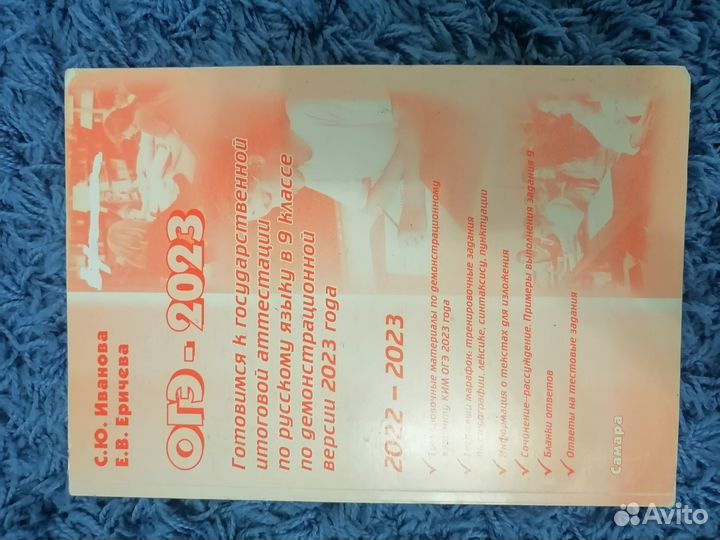 С.Ю. Иванова
Е.В. Еричева
ОГЭ - 2023
Готовимся к государственной
итоговой аттестации
по русскому языку в 9 классе
по демонстрационной
версии 2023 года
2022 – 2023
✓ Тренировочные материалы по демонстрационному
варианту КИМ ОГЭ 2023 года
✓ Тестовый марафон: тренировочные задания
по орфографии, лексике, синтаксису, пунктуации
✓ Информация о текстах для изложения
✓ Сочинение-рассуждение. Примеры выполнения задания 9
✓ Бланки ответов
✓ Ответы на тестовые задания
Самара
Avito